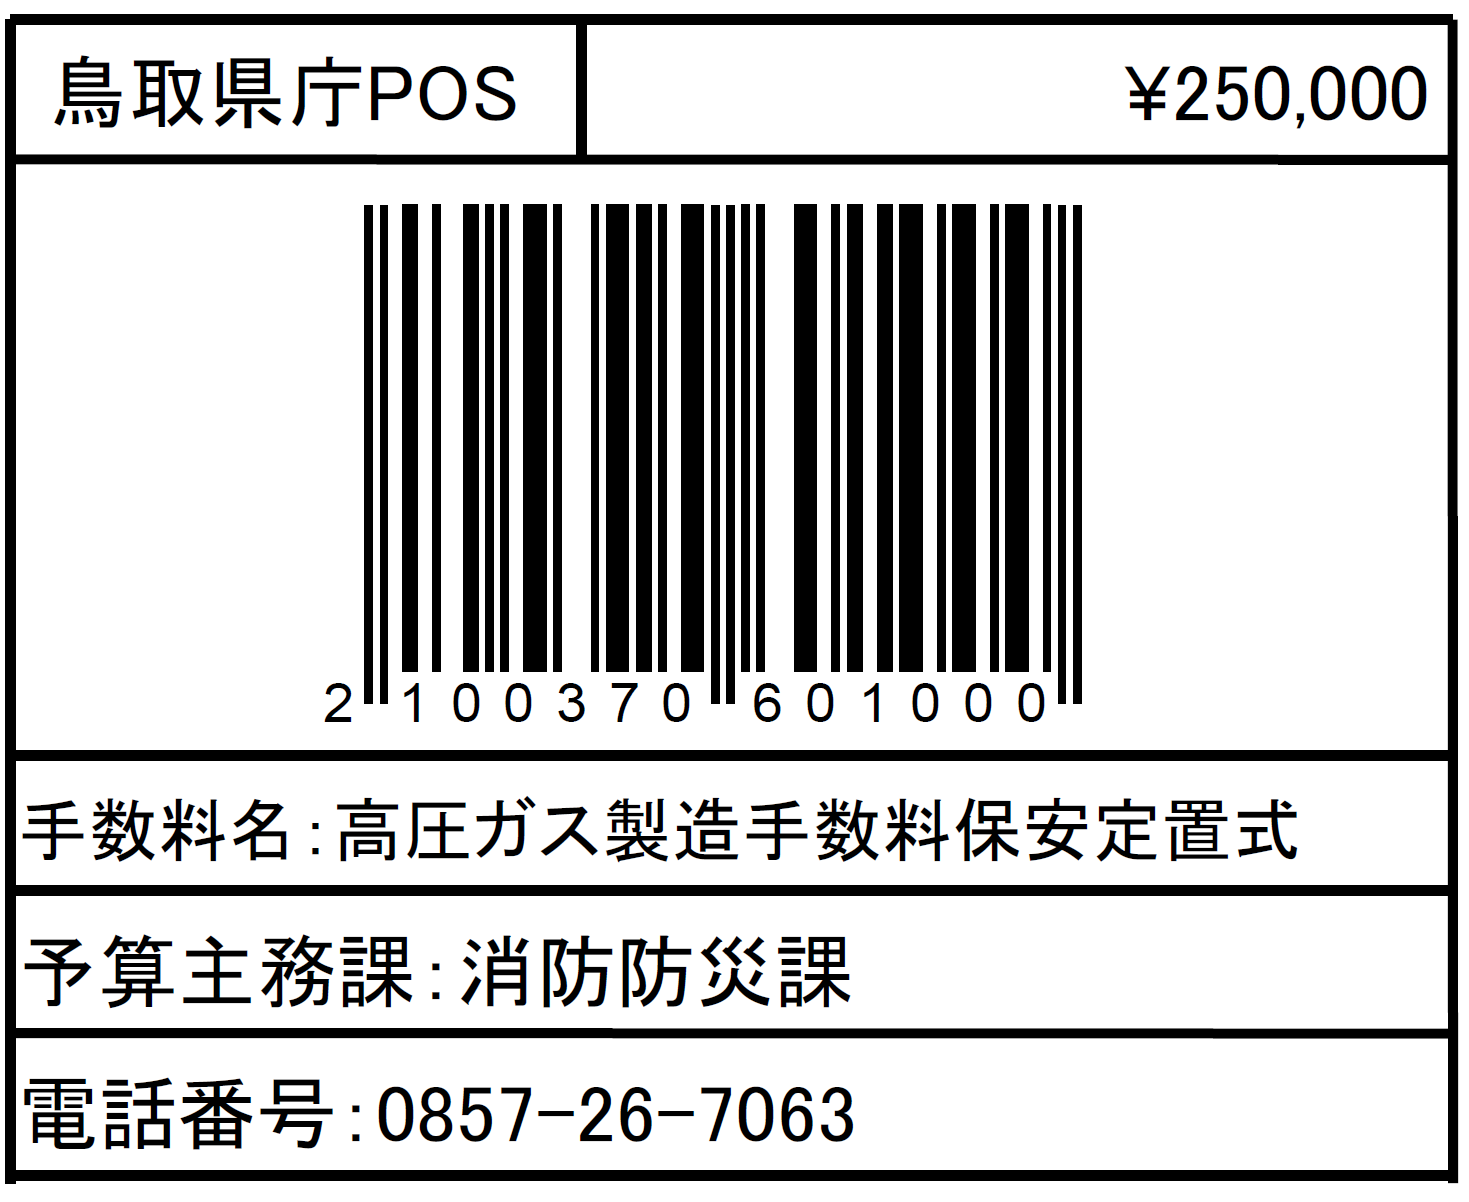 鳥取県庁POS ¥250,000
2 100370 601000
手数料名:高圧ガス製造手数料保安定置式
予算主務課:消防防災課
電話番号:0857-26-7063